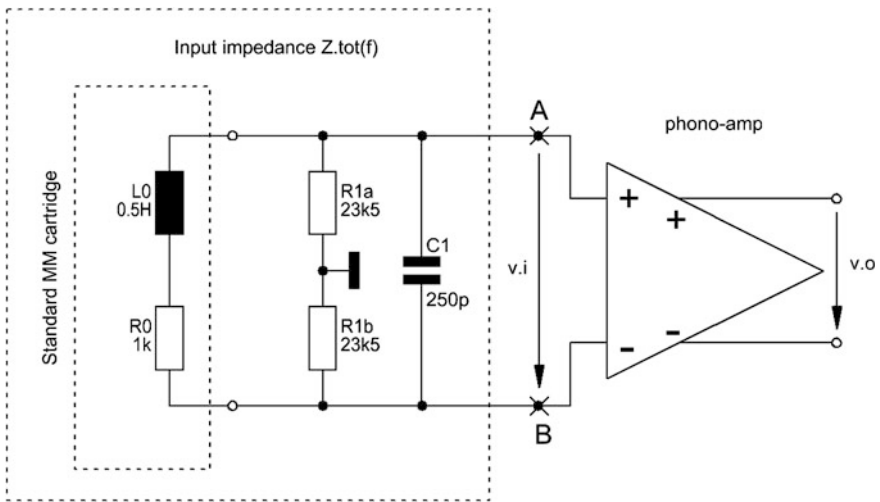 Input impedance Z.tot(f)
Standard MM cartridge
L0
0.5H
R0
1k
R1a
23k5
R1b
23k5
C1
250p
A
B
v.i
phono-amp
+
+
-
-
v.o